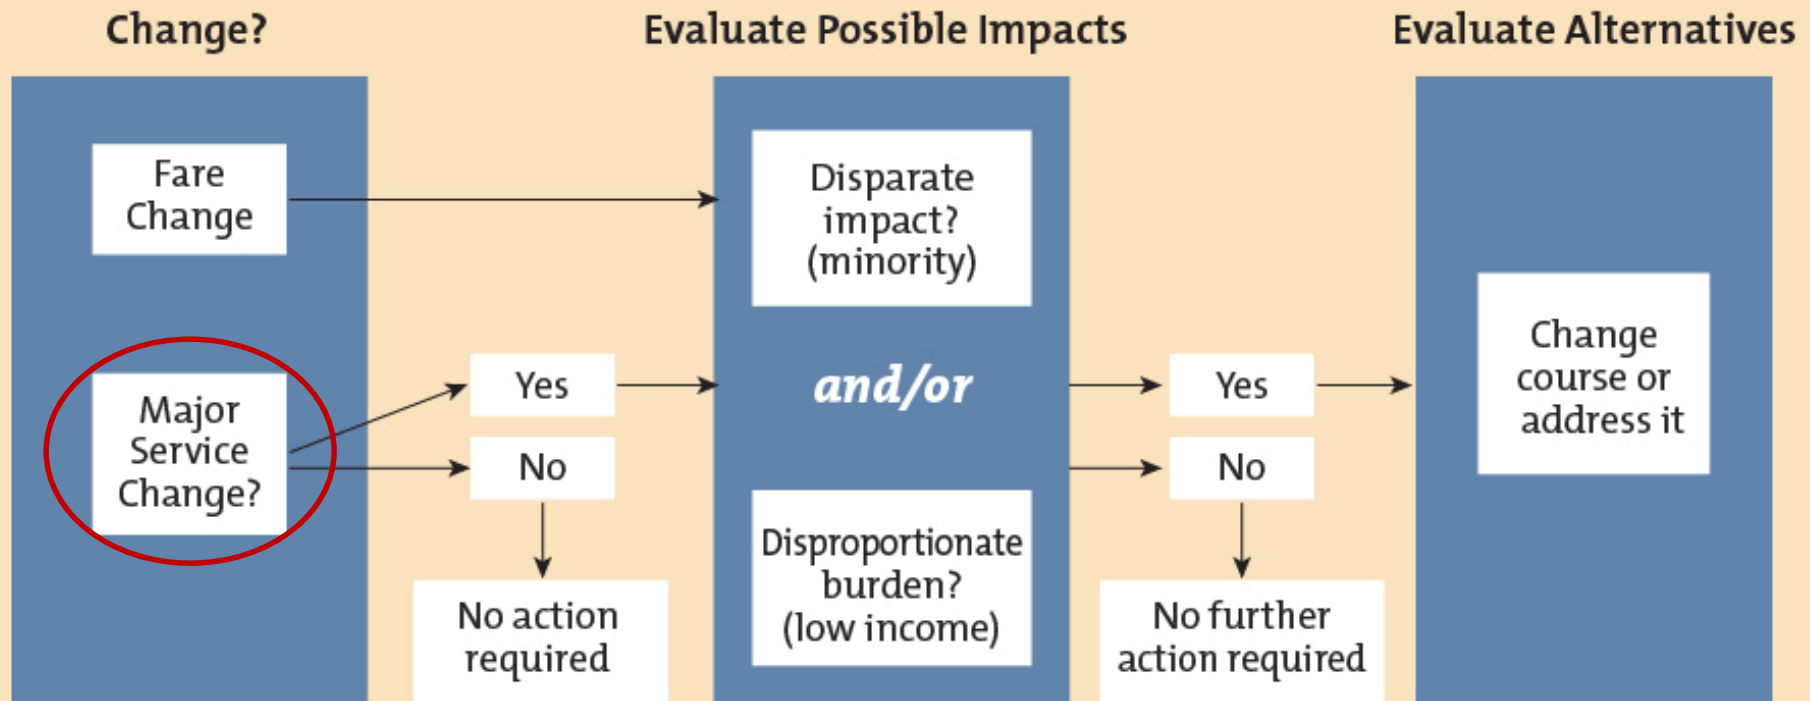 Change?
Evaluate Possible Impacts
Evaluate Alternatives
Fare
Change
Major
Service
Change?
Yes
No
No action
required
Disparate
impact?
(minority)
and/or
Disproportionate
burden?
(low income)
Yes
No
No further
action required
Change
course or
address it